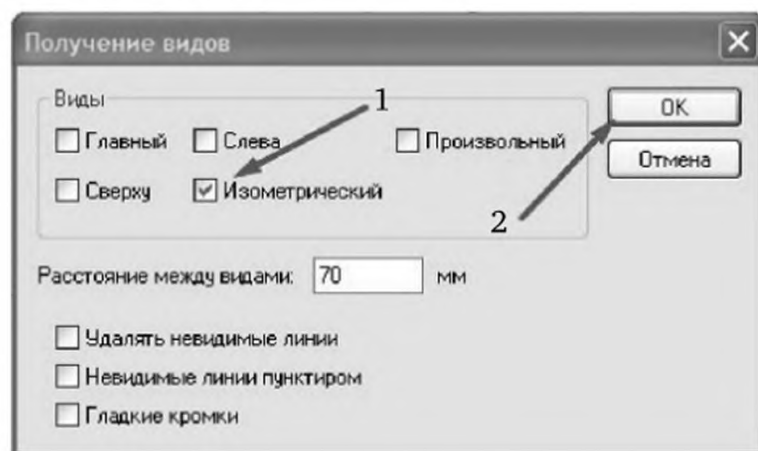 Получение видов
Виды
1
ОК
Главный Слева Произвольный
Отмена
Сверху Изометрический
2
Расстояние между видами: 70 мм
Удалять невидимые линии
Невидимые линии пунктиром
Гладкие кромки